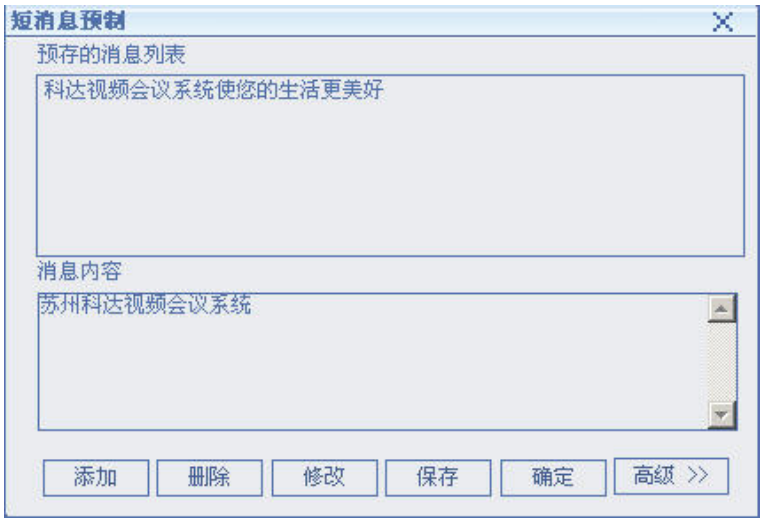 短消息预制
预存的消息列表
科达视频会议系统使您的生活更美好
消息内容
苏州科达视频会议系统
添加 删除 修改 保存 确定 高级 >>